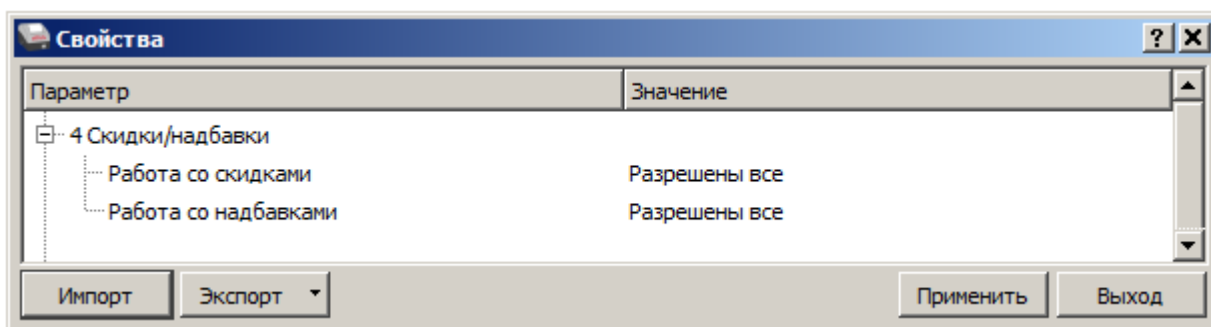 Свойства
Параметр Значение
4 Скидки/надбавки
Работа со скидками Разрешены все
Работа со надбавками Разрешены все
Импорт Экспорт Применить Выход